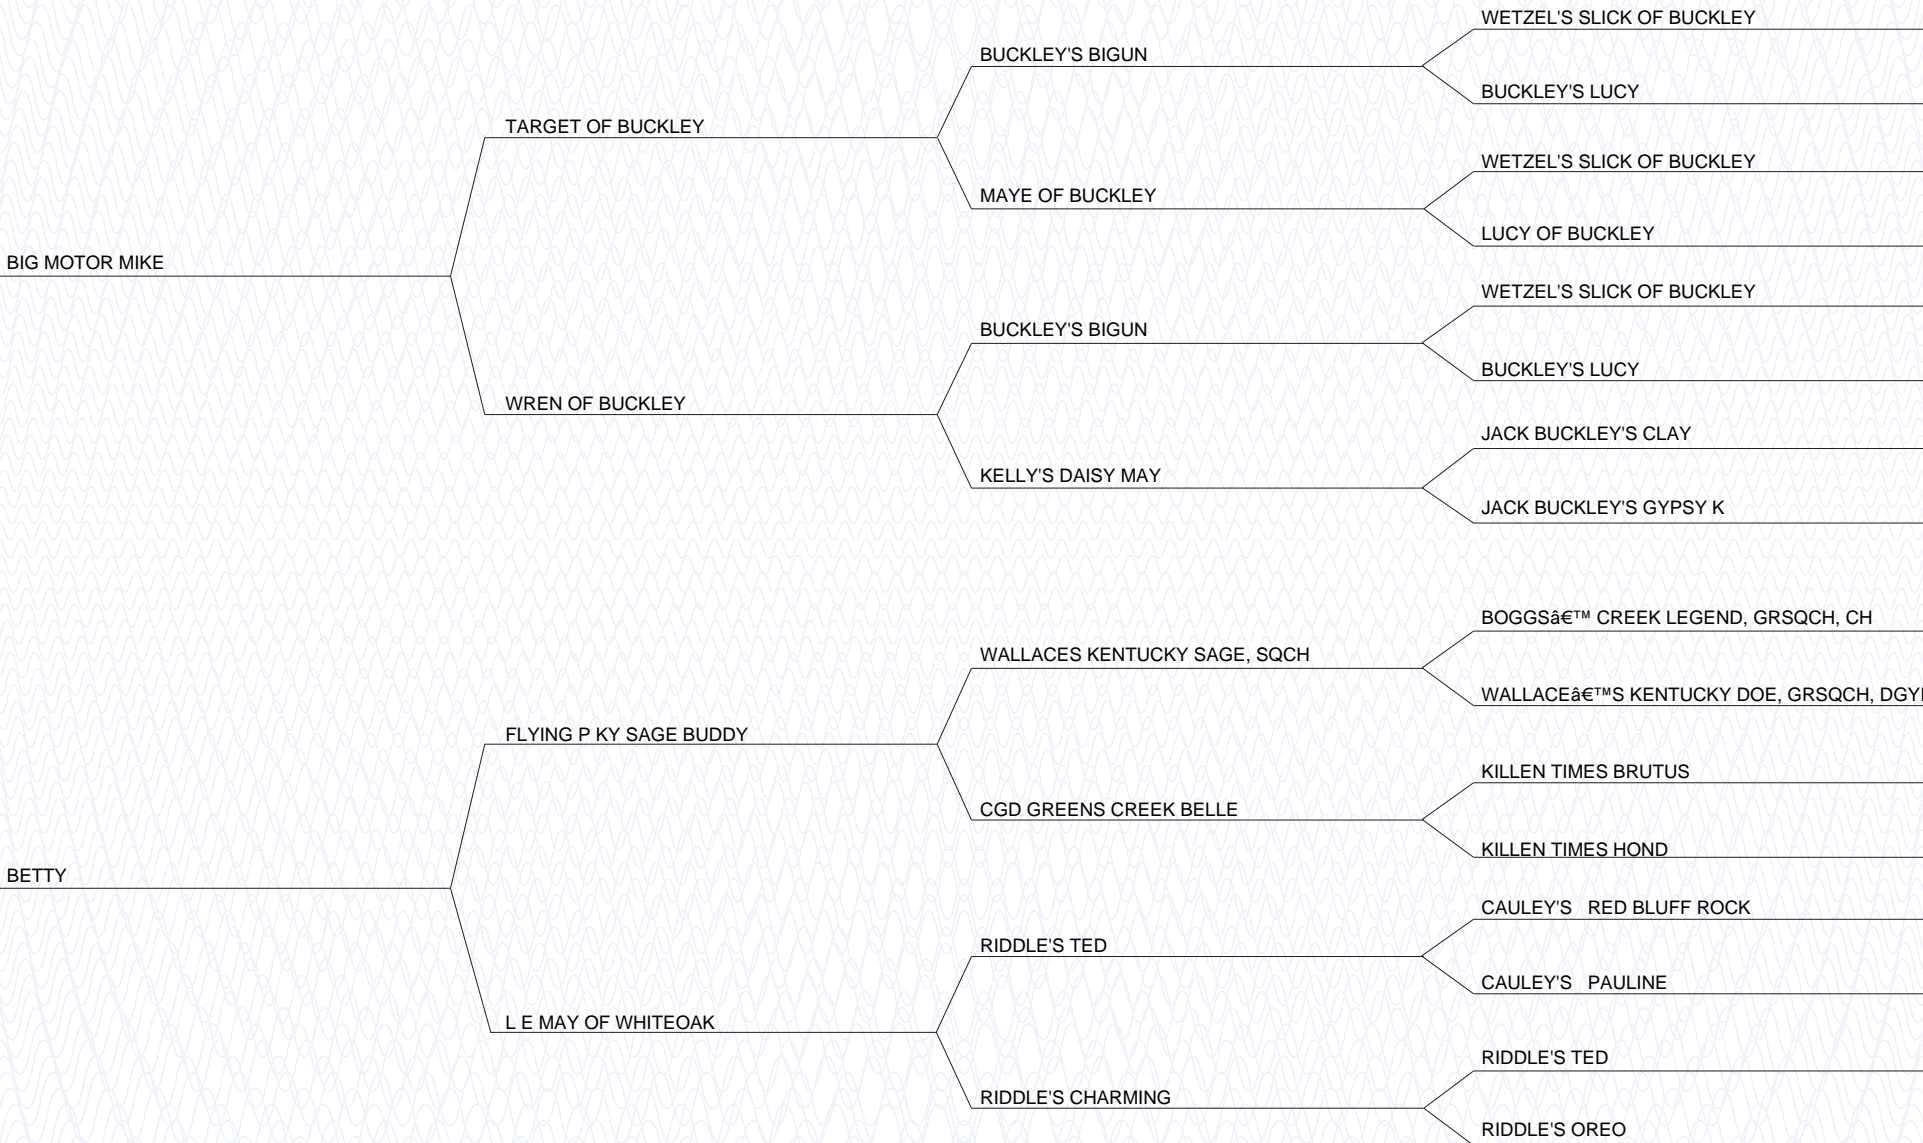 WETZEL'S SLICK OF BUCKLEY
BUCKLEY'S BIGUN
BUCKLEY'S LUCY
TARGET OF BUCKLEY
WETZEL'S SLICK OF BUCKLEY
MAYE OF BUCKLEY
LUCY OF BUCKLEY
BIG MOTOR MIKE
WETZEL'S SLICK OF BUCKLEY
BUCKLEY'S BIGUN
BUCKLEY'S LUCY
WREN OF BUCKLEY
JACK BUCKLEY'S CLAY
KELLY'S DAISY MAY
JACK BUCKLEY'S GYPSY K
BOGGSâ€™ CREEK LEGEND, GRSQCH, CH
WALLACES KENTUCKY SAGE, SQCH
WALLACEâ€™S KENTUCKY DOE, GRSQCH,
FLYING P KY SAGE BUDDY
KILLEN TIMES BRUTUS
CGD GREENS CREEK BELLE
KILLEN TIMES HOND
BETTY
CAULEY'S   RED BLUFF ROCK
RIDDLE'S TED
CAULEY'S   PAULINE
L E MAY OF WHITEOAK
RIDDLE'S TED
RIDDLE'S CHARMING
RIDDLE'S OREO